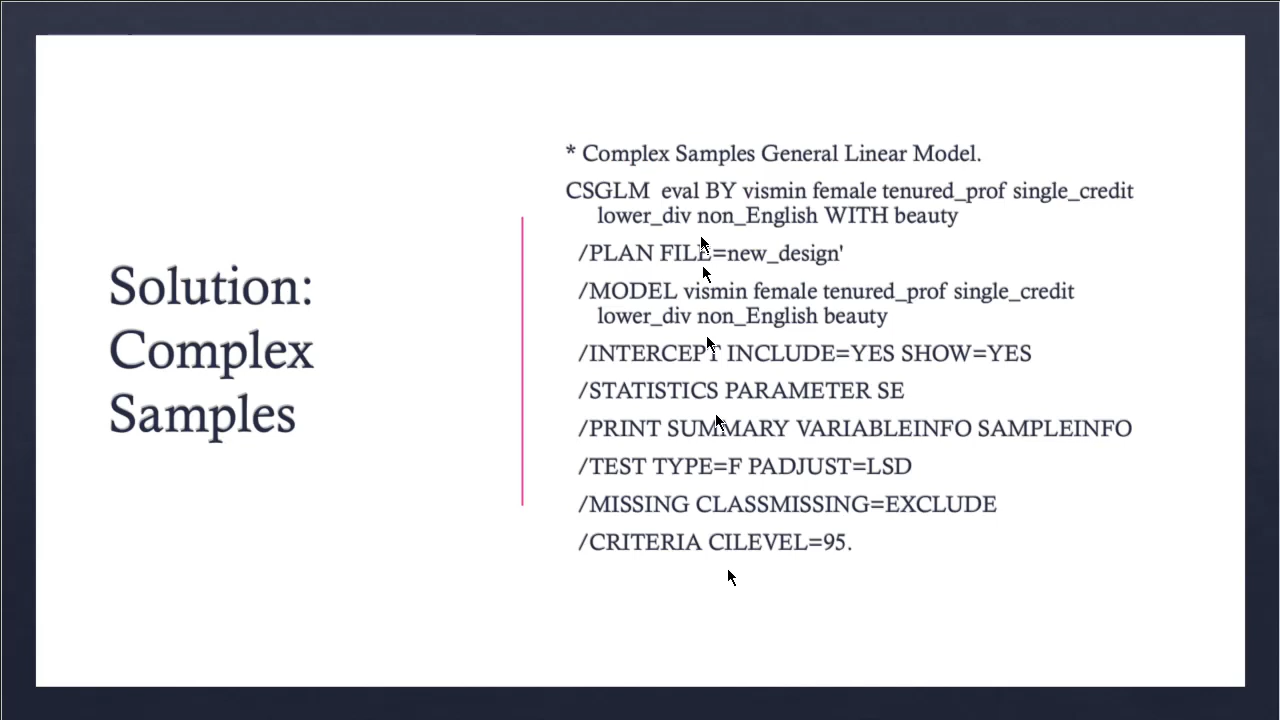 Solution:
Complex
Samples
* Complex Samples General Linear Model.
CSGLM  eval BY vismin female tenured_prof single_credit
lower_div non_English WITH beauty
/PLAN FILE=new_design'
/MODEL vismin female tenured_prof single_credit
lower_div non_English beauty
/INTERCEPT INCLUDE=YES SHOW=YES
/STATISTICS PARAMETER SE
/PRINT SUMMARY VARIABLEINFO SAMPLEINFO
/TEST TYPE=F PADJUST=LSD
/MISSING CLASSMISSING=EXCLUDE
/CRITERIA CILEVEL=95.